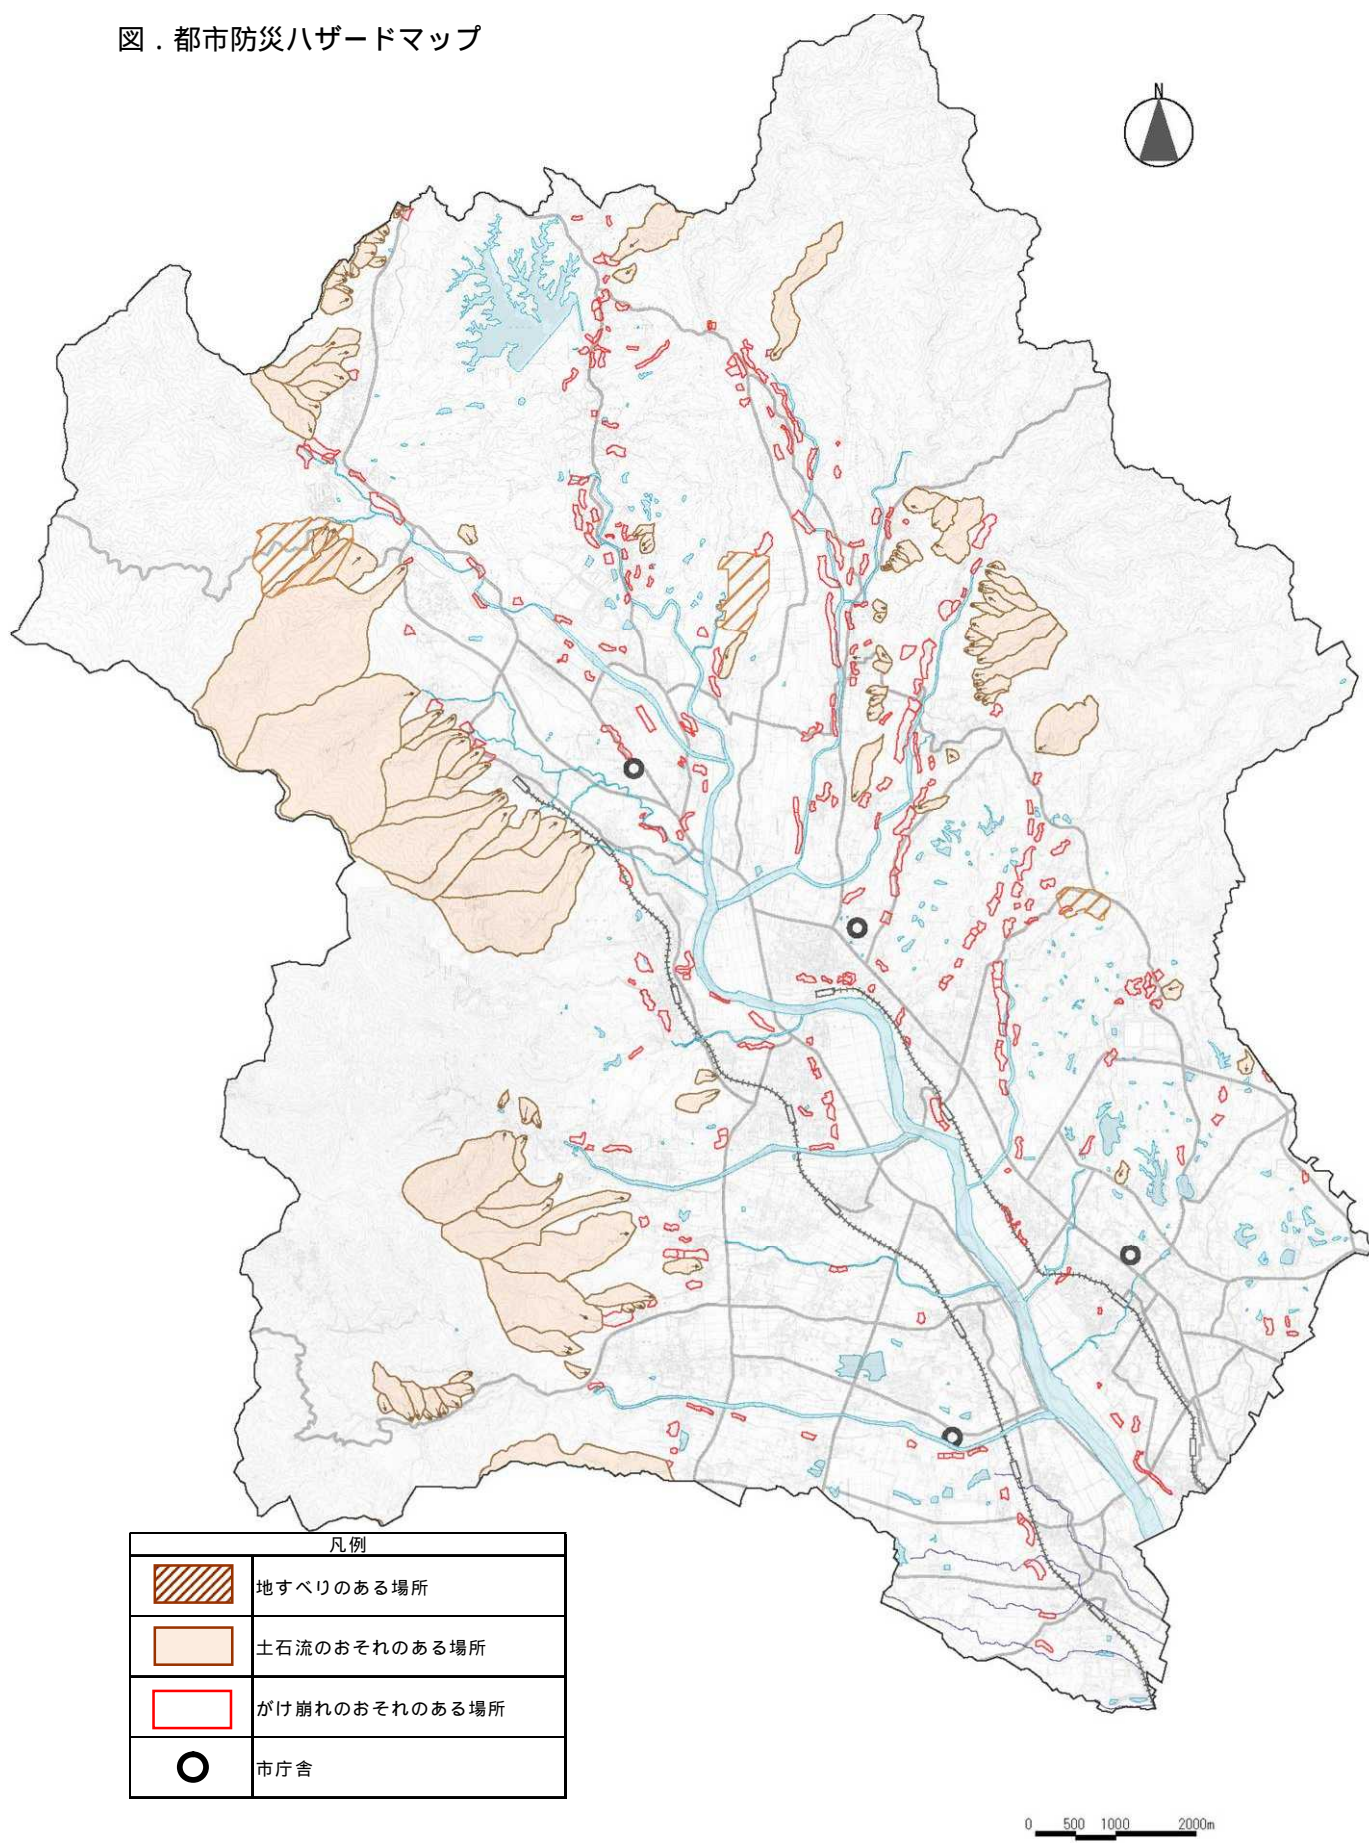 図．都市防災ハザードマップ
N
凡例
地すべりのある場所
土石流のおそれのある場所
がけ崩れのおそれのある場所
市庁舎
0 500 1000 2000m